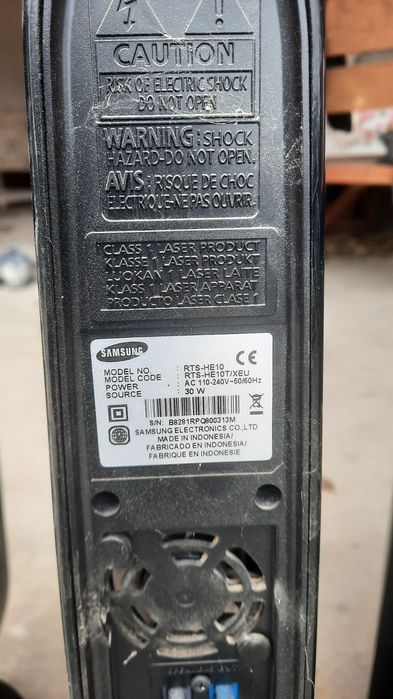 CAUTION
RISK OF ELECTRIC SHOCK
DO NOT OPEN
WARNING : SHOCK
HAZARD-DO NOT OPEN.
AVIS : RISQUE DE CHOC
ELECTRIQUE-NE PAS OUVRIR.
CLASS 1 LASER PRODUCT
KLASSE 1 LASER PRODUKT
LUOKAN 1 LASER LAITE
KLASS 1 LASER APPARAT
PRODUCTO LÁSER CLASE 1
SAMSUNG
CE
MODEL NO. : RTS-HE10
MODEL CODE : RTS-HE10T/XEU
POWER : AC 110-240V~50/60Hz
SOURCE : 30 W
S/N: B8281RPQ800313M
SAMSUNG ELECTRONICS CO.,LTD
MADE IN INDONESIA/
FABRICADO EN INDONESIA/
FABRIQUE EN INDONESIE